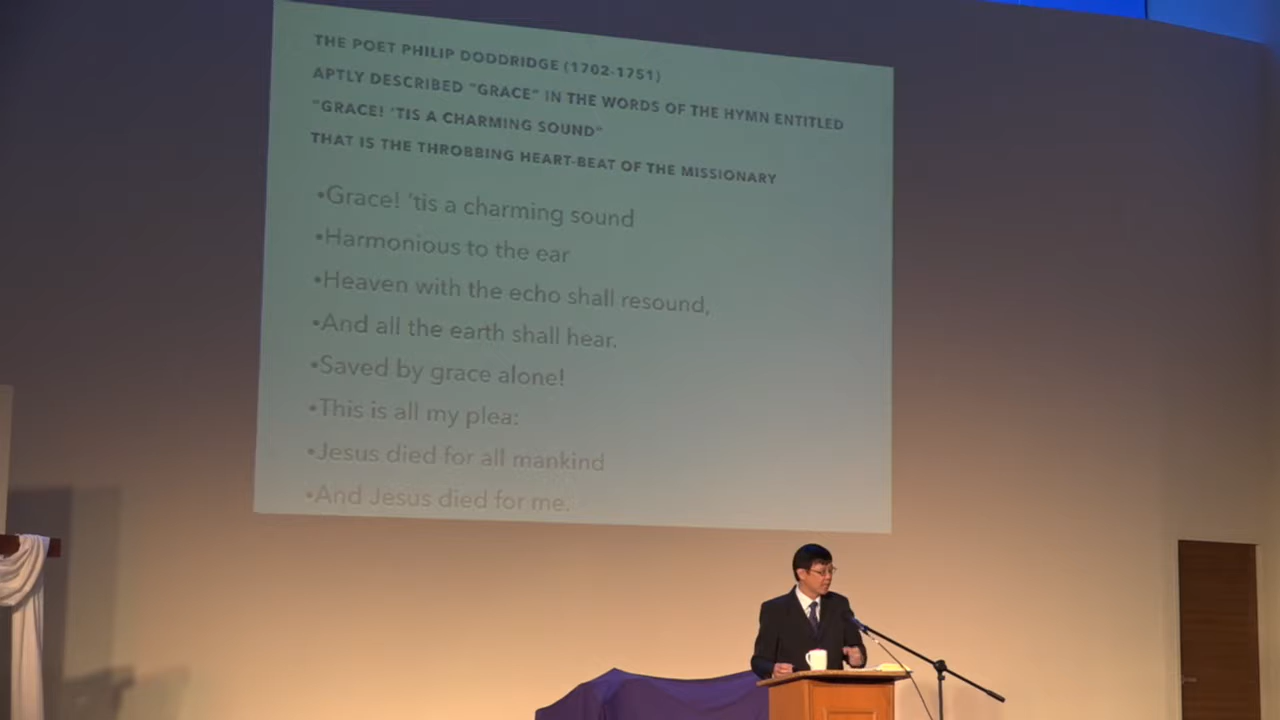 THE POET PHILIP DODDRIDGE (1702-1751)
APTLY DESCRIBED "GRACE" IN THE WORDS OF THE HYMN ENTITLED
"GRACE! 'TIS A CHARMING SOUND"
THAT IS THE THROBBING HEART-BEAT OF THE MISSIONARY
•Grace! 'tis a charming sound
•Harmonious to the ear
•Heaven with the echo shall resound,
•And all the earth shall hear.
•Saved by grace alone!
•This is all my plea:
•Jesus died for all mankind
•And Jesus died for me.